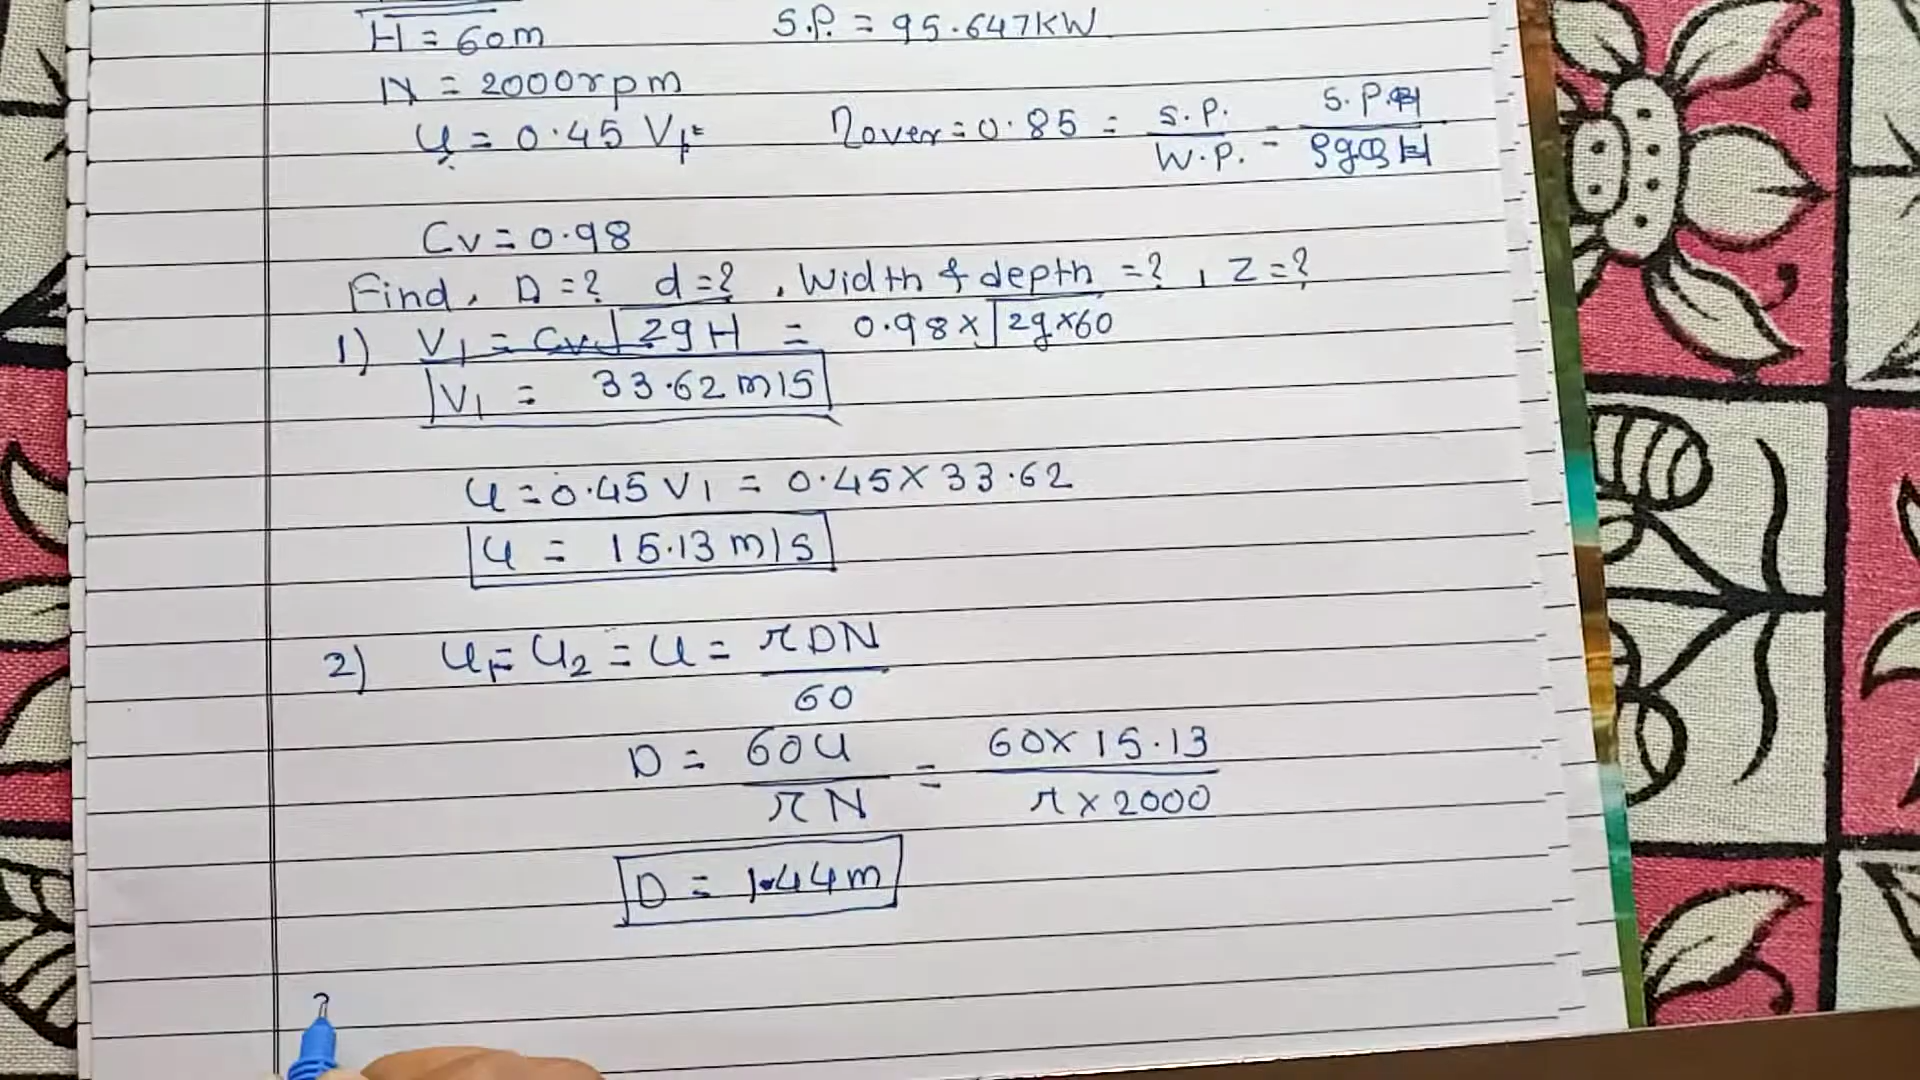 H = 60m S.P. = 95.647KW
N = 2000rpm
u = 0.45 V1 ηover = 0.85 = S.P. / W.P. = S.P. / ρgQH
Cv = 0.98
Find, D = ? d = ? , Width & depth = ? , Z = ?
1) V1 = Cv √2gH = 0.98 × √2g×60
V1 = 33.62 m/s
u = 0.45 V1 = 0.45 × 33.62
u = 15.13 m/s
2) u1 = u2 = u = πDN / 60
D = 60u / πN = 60 × 15.13 / π × 2000
D = 1.44m